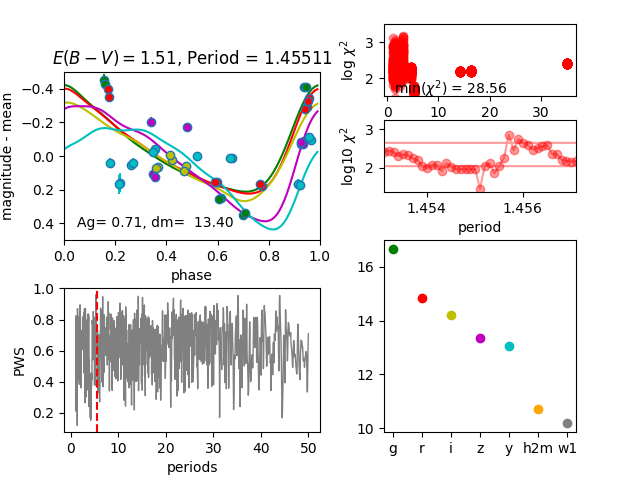 E(B − V) = 1.51, Period = 1.45511
magnitude - mean
−0.4
−0.2
0.0
0.2
0.4
Ag= 0.71, dm=  13.40
0.0 0.2 0.4 0.6 0.8 1.0
phase
log χ²
3
2
min(χ²) = 28.56
0 10 20 30
log10 χ²
3
2
1.454 1.456
period
PWS
1.0
0.8
0.6
0.4
0.2
0 10 20 30 40 50
periods
16
14
12
10
g r i z y h2m w1